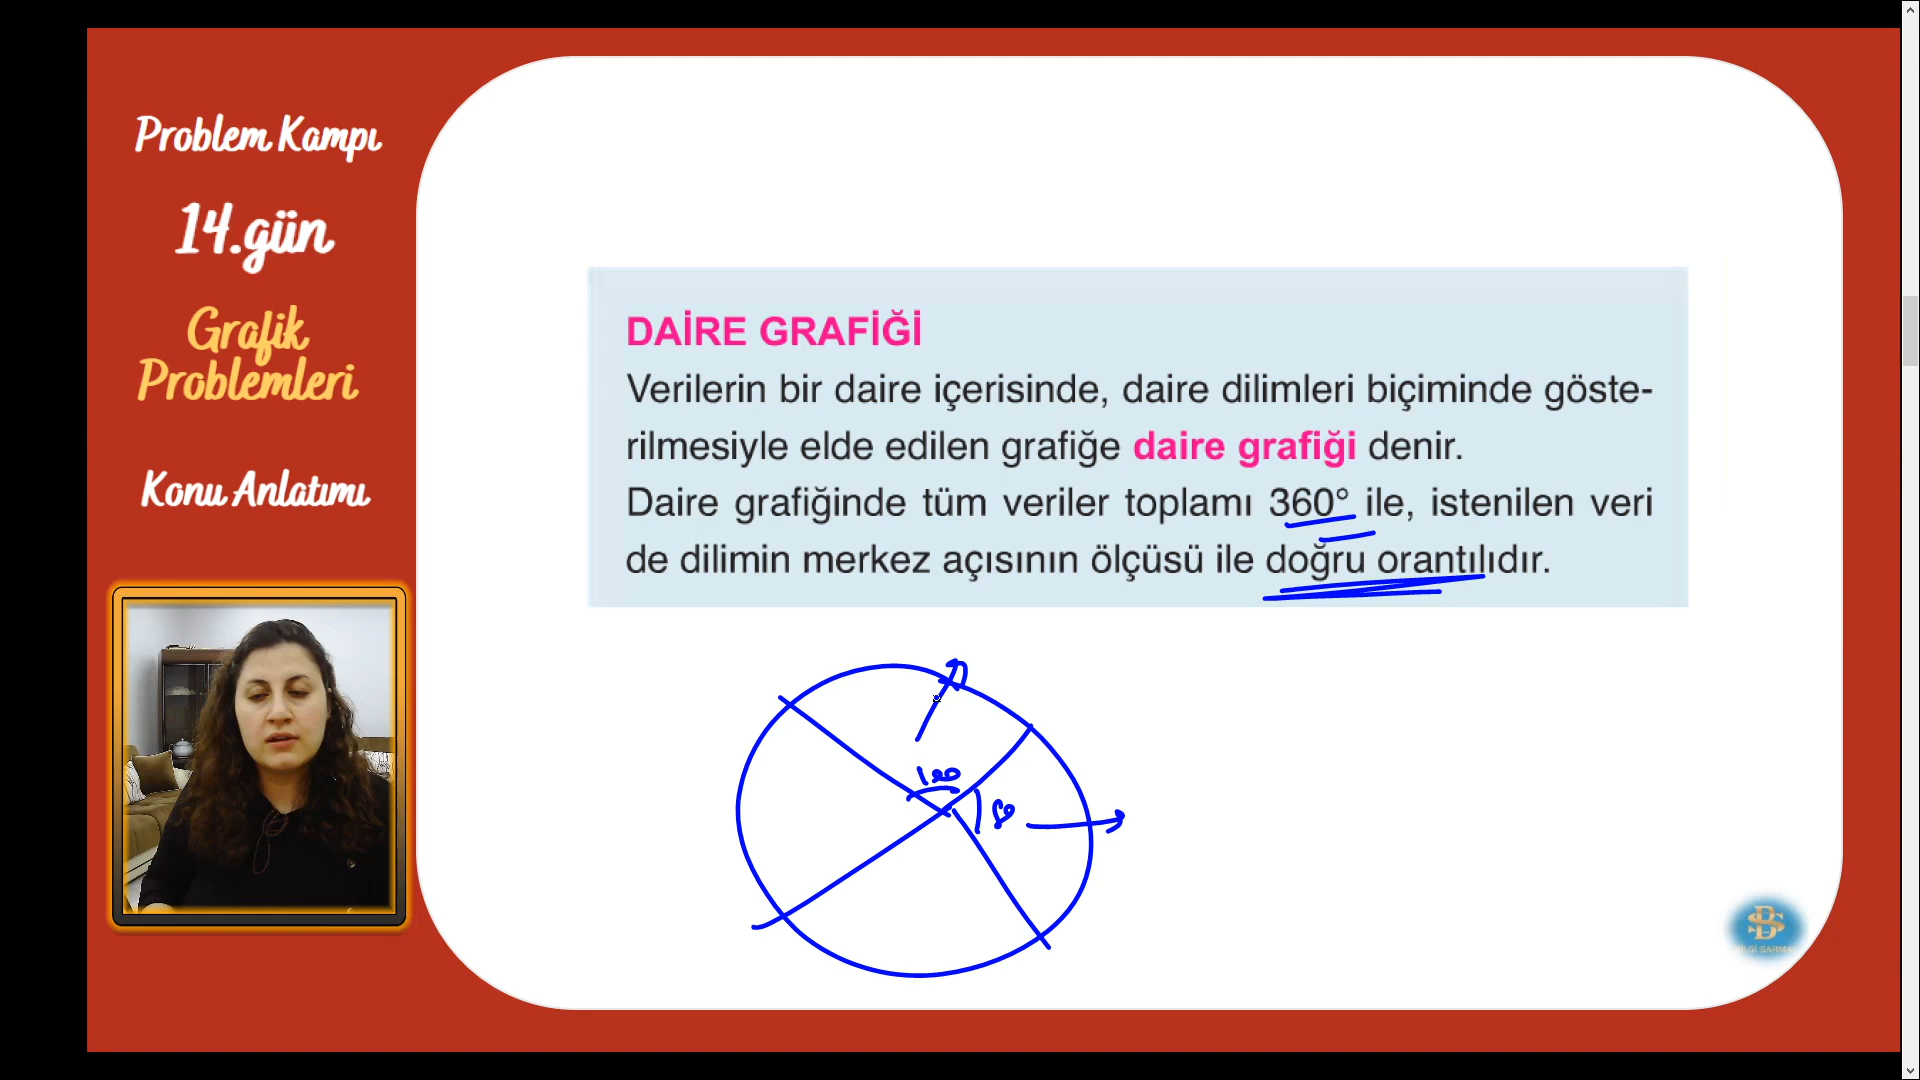 Problem Kampı
14.gün
Grafik
Problemleri
Konu Anlatımı
DAİRE GRAFİĞİ
Verilerin bir daire içerisinde, daire dilimleri biçiminde göste-
rilmesiyle elde edilen grafiğe daire grafiği denir.
Daire grafiğinde tüm veriler toplamı 360° ile, istenilen veri
de dilimin merkez açısının ölçüsü ile doğru orantılıdır.
100